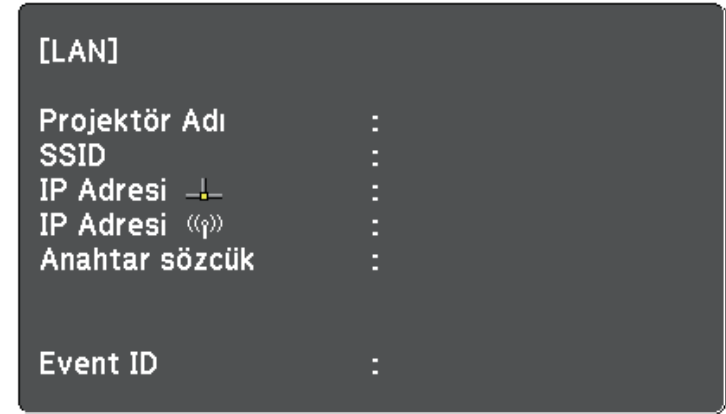 [LAN]
Projektör Adı :
SSID :
IP Adresi :
IP Adresi :
Anahtar sözcük :
Event ID :